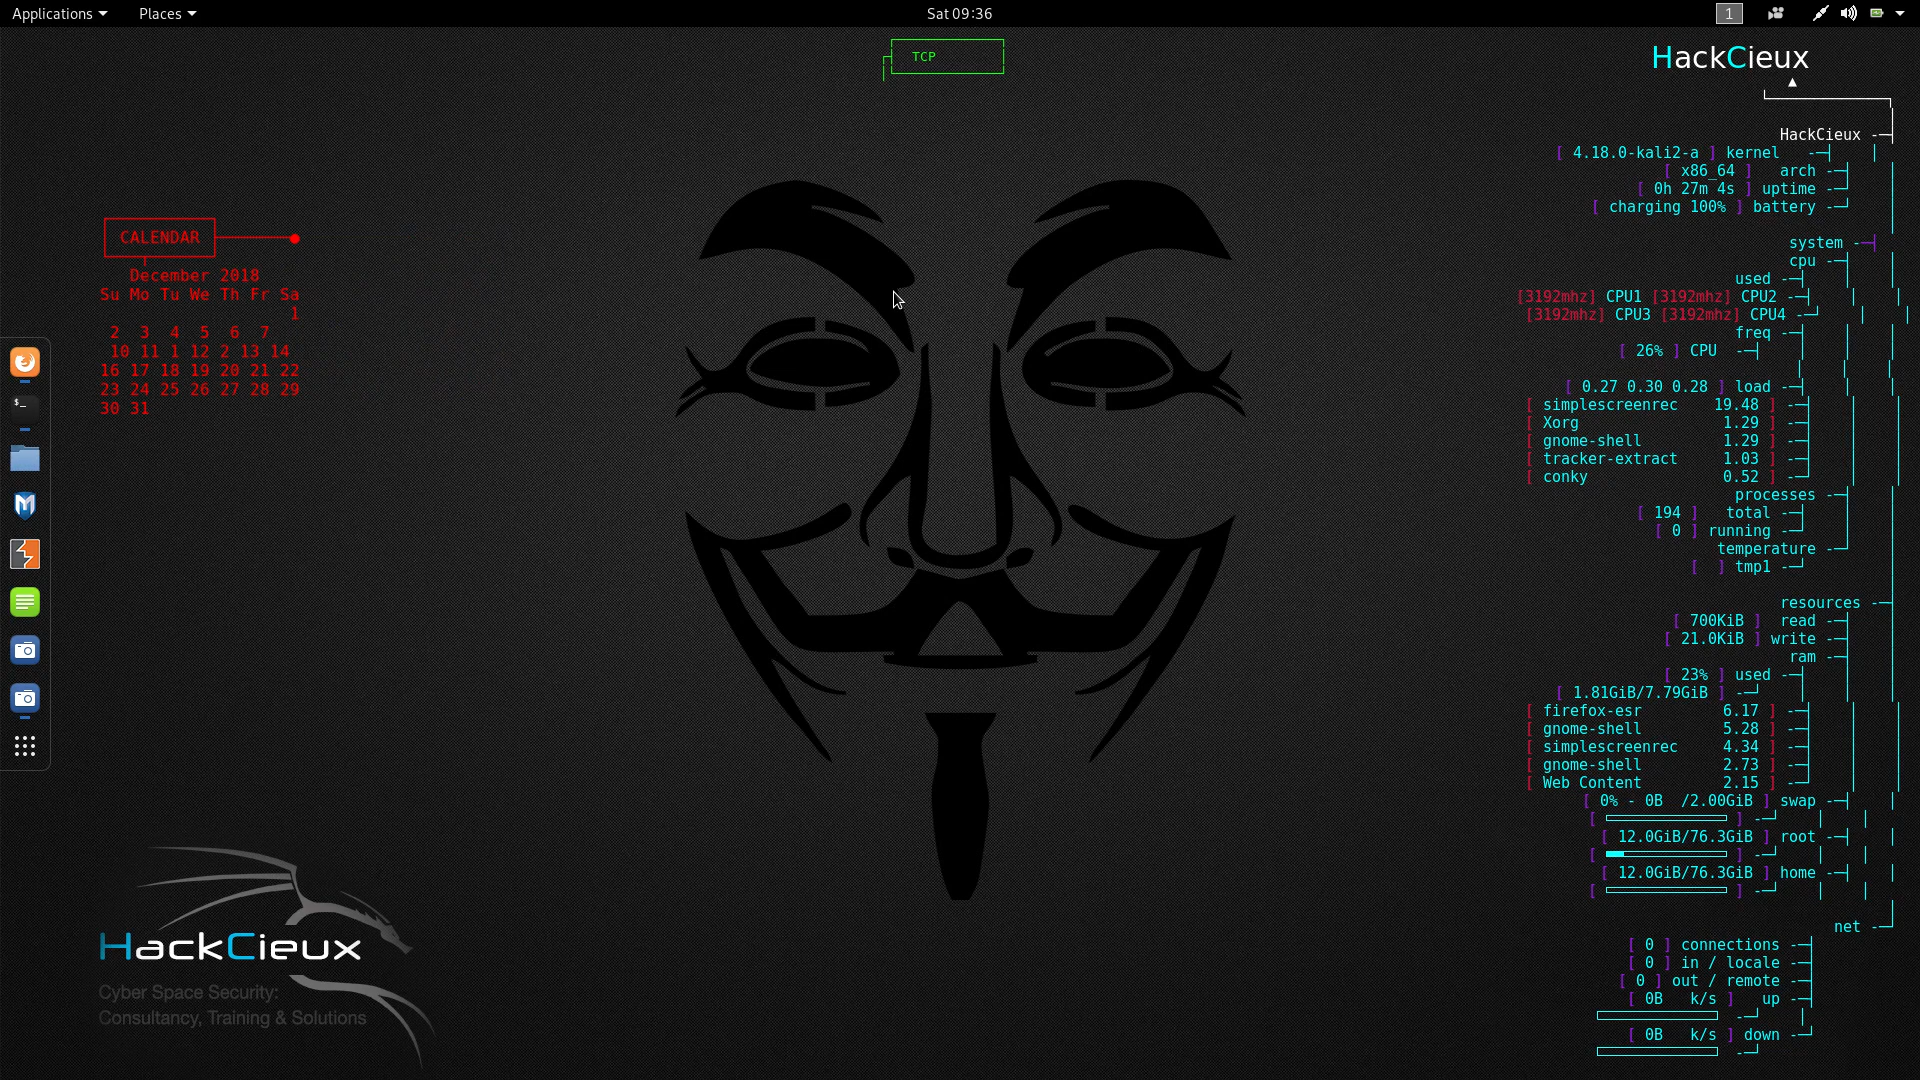 Applications Places Sat 09:36 1
TCP
HackCieux
HackCieux
[ 4.18.0-kali2-a ] kernel
[ x86_64 ] arch
[ 0h 27m 4s ] uptime
[ charging 100% ] battery
system
cpu
used
[3192mhz] CPU1 [3192mhz] CPU2
[3192mhz] CPU3 [3192mhz] CPU4
freq
[ 26% ] CPU
[ 0.27 0.30 0.28 ] load
[ simplescreenrec 19.48 ]
[ Xorg 1.29 ]
[ gnome-shell 1.29 ]
[ tracker-extract 1.03 ]
[ conky 0.52 ]
processes
[ 194 ] total
[ 0 ] running
temperature
[ ] tmp1
resources
[ 700KiB ] read
[ 21.0KiB ] write
ram
[ 23% ] used
[ 1.81GiB/7.79GiB ]
[ firefox-esr 6.17 ]
[ gnome-shell 5.28 ]
[ simplescreenrec 4.34 ]
[ gnome-shell 2.73 ]
[ Web Content 2.15 ]
[ 0% - 0B /2.00GiB ] swap
[ ]
[ 12.0GiB/76.3GiB ] root
[ ]
[ 12.0GiB/76.3GiB ] home
[ ]
net
[ 0 ] connections
[ 0 ] in / locale
[ 0 ] out / remote
[ 0B k/s ] up
[ 0B k/s ] down
CALENDAR
December 2018
Su Mo Tu We Th Fr Sa
1
2 3 4 5 6 7
10 11 1 12 2 13 14
16 17 18 19 20 21 22
23 24 25 26 27 28 29
30 31
$_
HackCieux
Cyber Space Security:
Consultancy, Training & Solutions